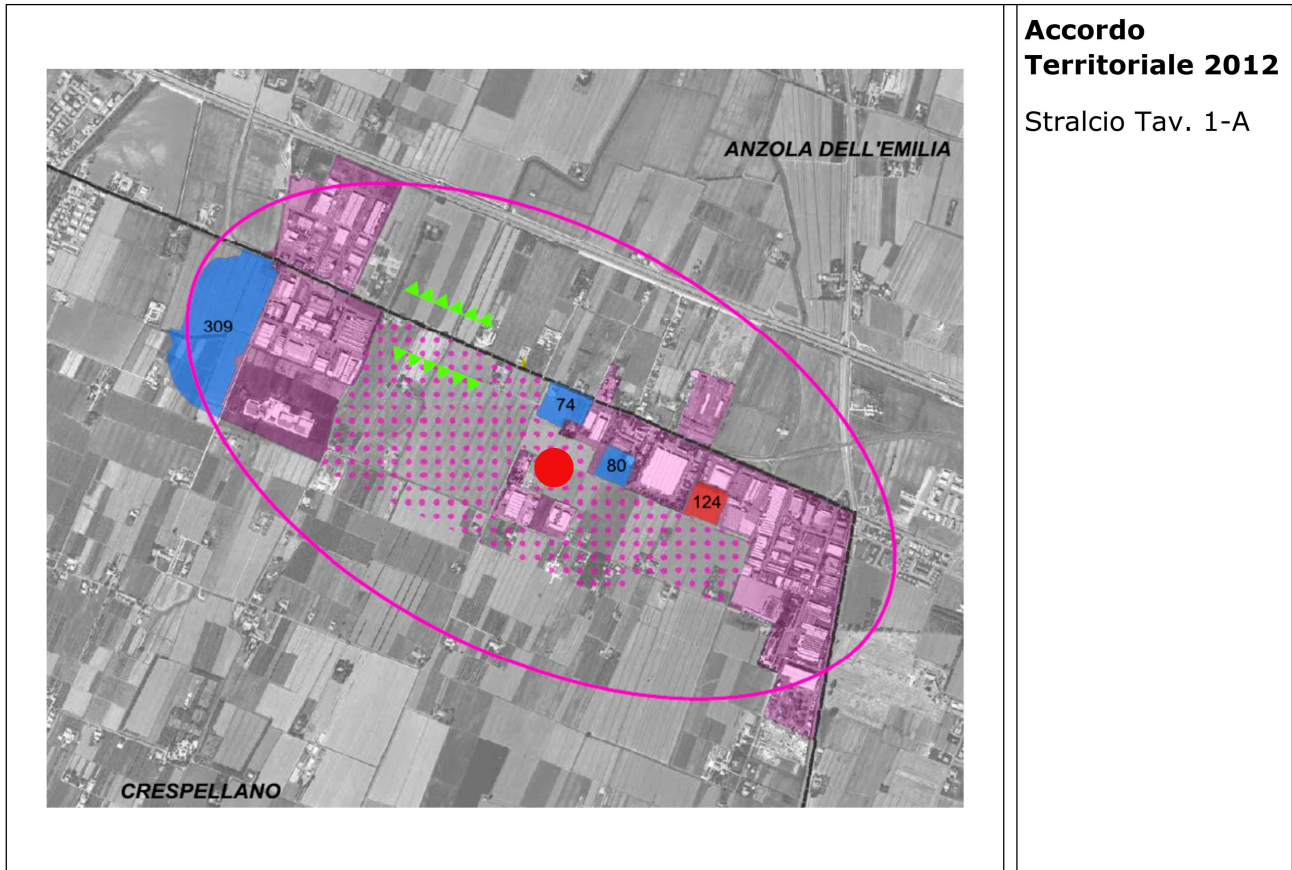 Accordo
Territoriale 2012
Stralcio Tav. 1-A
ANZOLA DELL'EMILIA
309
74
80
124
CRESPELLANO